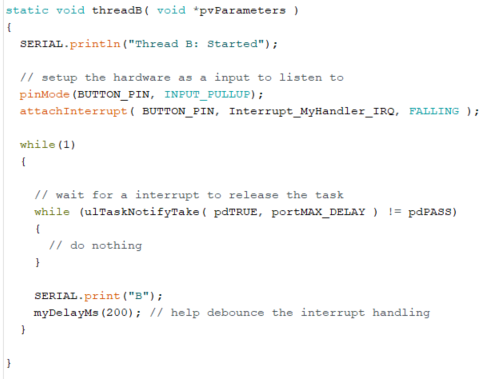 static void threadB( void *pvParameters )
{
  SERIAL.println("Thread B: Started");

  // setup the hardware as a input to listen to
  pinMode(BUTTON_PIN, INPUT_PULLUP);
  attachInterrupt( BUTTON_PIN, Interrupt_MyHandler_IRQ, FALLING );

  while(1)
  {

    // wait for a interrupt to release the task
    while (ulTaskNotifyTake( pdTRUE, portMAX_DELAY ) != pdPASS)
    {
      // do nothing
    }

    SERIAL.print("B");
    myDelayMs(200); // help debounce the interrupt handling
  }

}